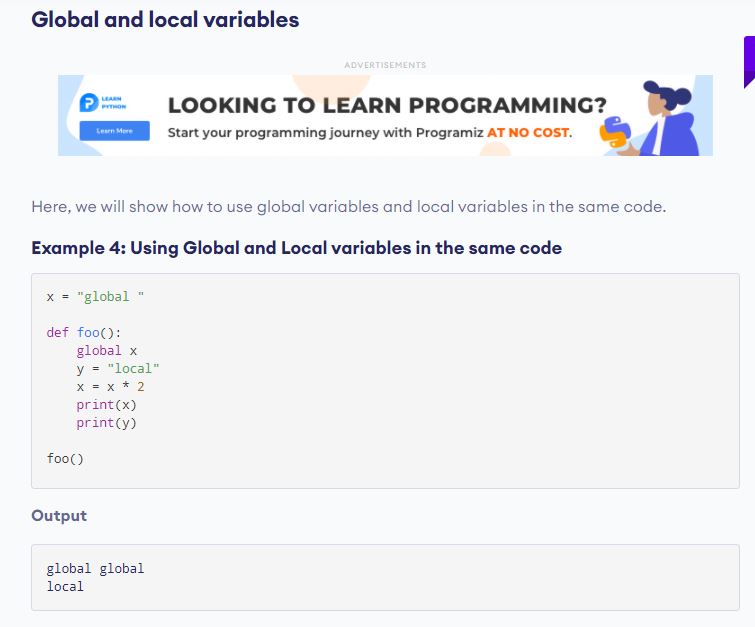 Global and local variables
ADVERTISEMENTS
LEARN
PYTHON
Learn More
LOOKING TO LEARN PROGRAMMING?
Start your programming journey with Programiz AT NO COST.
Here, we will show how to use global variables and local variables in the same code.
Example 4: Using Global and Local variables in the same code
x = "global "
def foo():
    global x
    y = "local"
    x = x * 2
    print(x)
    print(y)
foo()
Output
global global
local